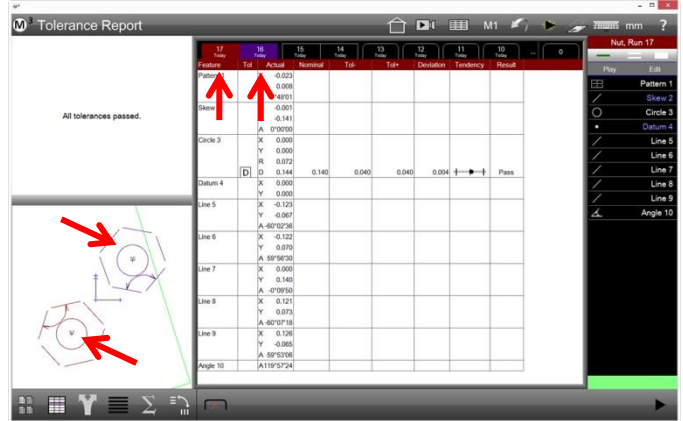 M³ Tolerance Report
M1
mm
?
All tolerances passed.
17 16 15 14 13 12 11 10 ... 0
Today Today Today Today Today Today Today Today
Feature Tol Actual Nominal Tol- Tol+ Deviation Tendency Result
Pattern 1 X -0.023
0.008
°48'01
Skew -0.001
-0.141
A 0°00'00
Circle 3 X 0.000
Y 0.000
R 0.072
D D 0.144 0.140 0.040 0.040 0.004 Pass
Datum 4 X 0.000
Y 0.000
Line 5 X -0.123
Y -0.067
A -60°02'36
Line 6 X -0.122
Y 0.070
A 59°56'30
Line 7 X 0.000
Y 0.140
A -0°09'50
Line 8 X 0.121
Y 0.073
A -60°07'18
Line 9 X 0.126
Y -0.065
A 59°53'06
Angle 10 A 119°57'24
Nut, Run 17
Play Edit
Pattern 1
Skew 2
Circle 3
Datum 4
Line 5
Line 6
Line 7
Line 8
Line 9
Angle 10